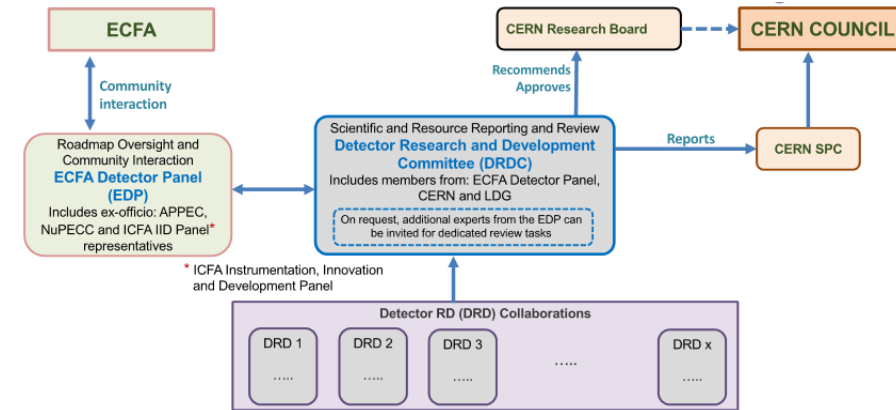 ECFA
CERN Research Board
CERN COUNCIL
Community
interaction
Recommends
Approves
Roadmap Oversight and
Community Interaction
ECFA Detector Panel
(EDP)
Includes ex-officio: APPEC,
NuPECC and ICFA IID Panel*
representatives
Scientific and Resource Reporting and Review
Detector Research and Development
Committee (DRDC)
Includes members from: ECFA Detector Panel,
CERN and LDG
On request, additional experts from the EDP can
be invited for dedicated review tasks
Reports
CERN SPC
* ICFA Instrumentation, Innovation
and Development Panel
Detector RD (DRD) Collaborations
DRD 1
.....
DRD 2
.....
DRD 3
.....
.....
DRD x
.....